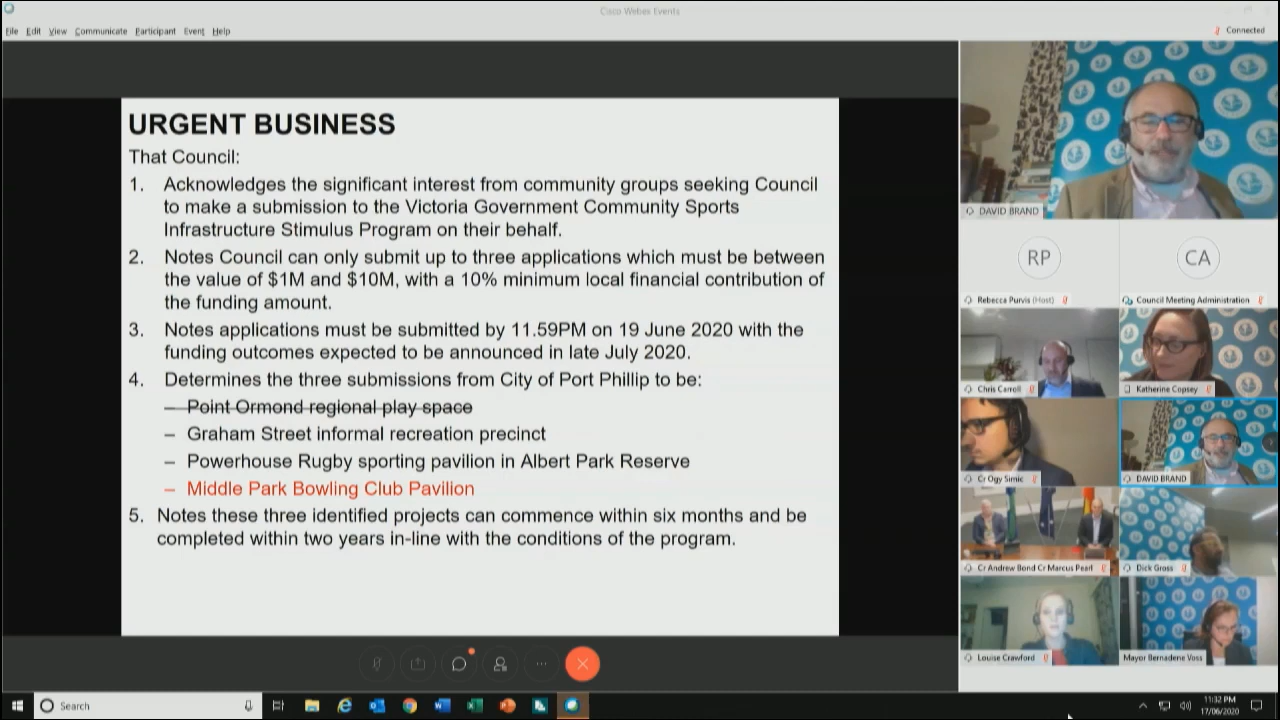 Cisco Webex Events
File Edit View Communicate Participant Event Help
Connected
URGENT BUSINESS
That Council:
1. Acknowledges the significant interest from community groups seeking Council
to make a submission to the Victoria Government Community Sports
Infrastructure Stimulus Program on their behalf.
2. Notes Council can only submit up to three applications which must be between
the value of $1M and $10M, with a 10% minimum local financial contribution of
the funding amount.
3. Notes applications must be submitted by 11.59PM on 19 June 2020 with the
funding outcomes expected to be announced in late July 2020.
4. Determines the three submissions from City of Port Phillip to be:
– Point Ormond regional play space
– Graham Street informal recreation precinct
– Powerhouse Rugby sporting pavilion in Albert Park Reserve
– Middle Park Bowling Club Pavilion
5. Notes these three identified projects can commence within six months and be
completed within two years in-line with the conditions of the program.
DAVID BRAND
RP
CA
Rebecca Purvis (Host)
Council Meeting Administration
Chris Carroll
Katherine Copsey
Cr Ogy Simic
DAVID BRAND
Cr Andrew Bond Cr Marcus Pearl
Dick Gross
Louise Crawford
Mayor Bernadene Voss
Search
11:32 PM
17/06/2020